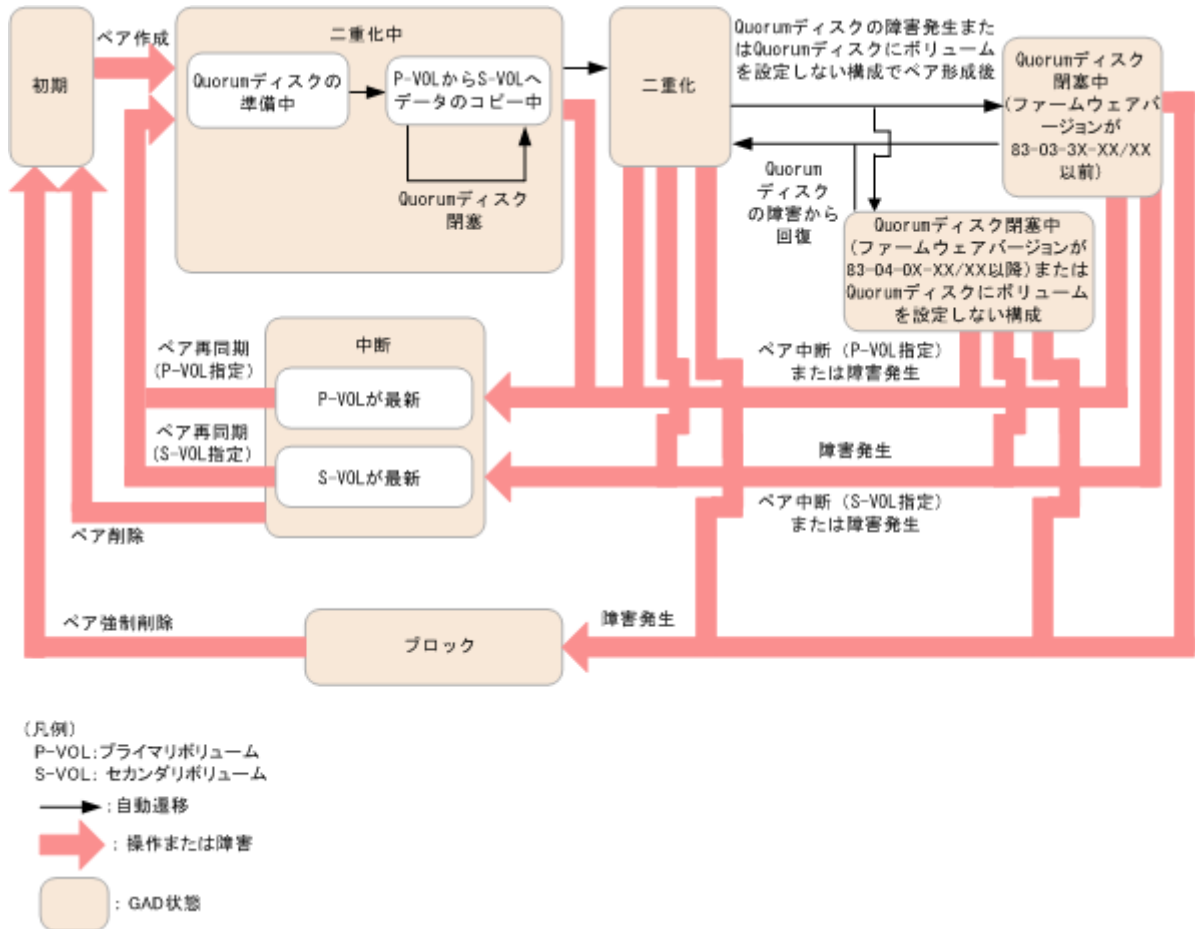 初期
ペア作成
二重化中
Quorumディスクの
準備中
P-VOLからS-VOLへ
データのコピー中
Quorumディスク
閉塞
二重化
Quorumディスクの障害発生また
はQuorumディスクにボリューム
を設定しない構成でペア形成後
Quorumディスク
閉塞中
(ファームウェアバ
ージョンが
83-03-3X-XX/XX
以前)
Quorum
ディスク
の障害から
回復
Quorumディスク閉塞中
(ファームウェアバージョンが
83-04-0X-XX/XX以降)または
Quorumディスクにボリューム
を設定しない構成
ペア再同期
(P-VOL指定)
中断
P-VOLが最新
ペア中断(P-VOL指定)
または障害発生
ペア再同期
(S-VOL指定)
S-VOLが最新
障害発生
ペア中断(S-VOL指定)
または障害発生
ペア削除
ペア強制削除
ブロック
障害発生
(凡例)
P-VOL:プライマリボリューム
S-VOL: セカンダリボリューム
: 自動遷移
: 操作または障害
: GAD状態